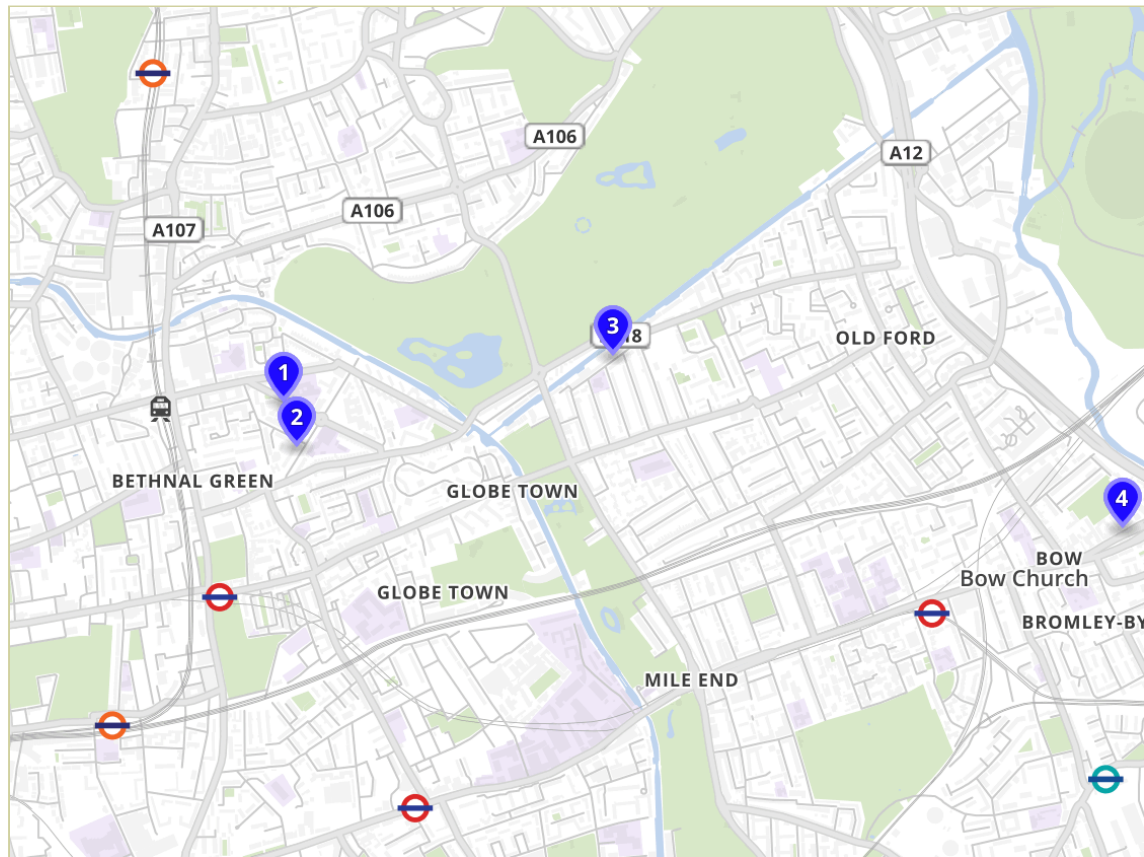 A106
A12
A106
A107
3
18
OLD FORD
1
2
BETHNAL GREEN
GLOBE TOWN
4
BOW
Bow Church
GLOBE TOWN
BROMLEY-BY
MILE END